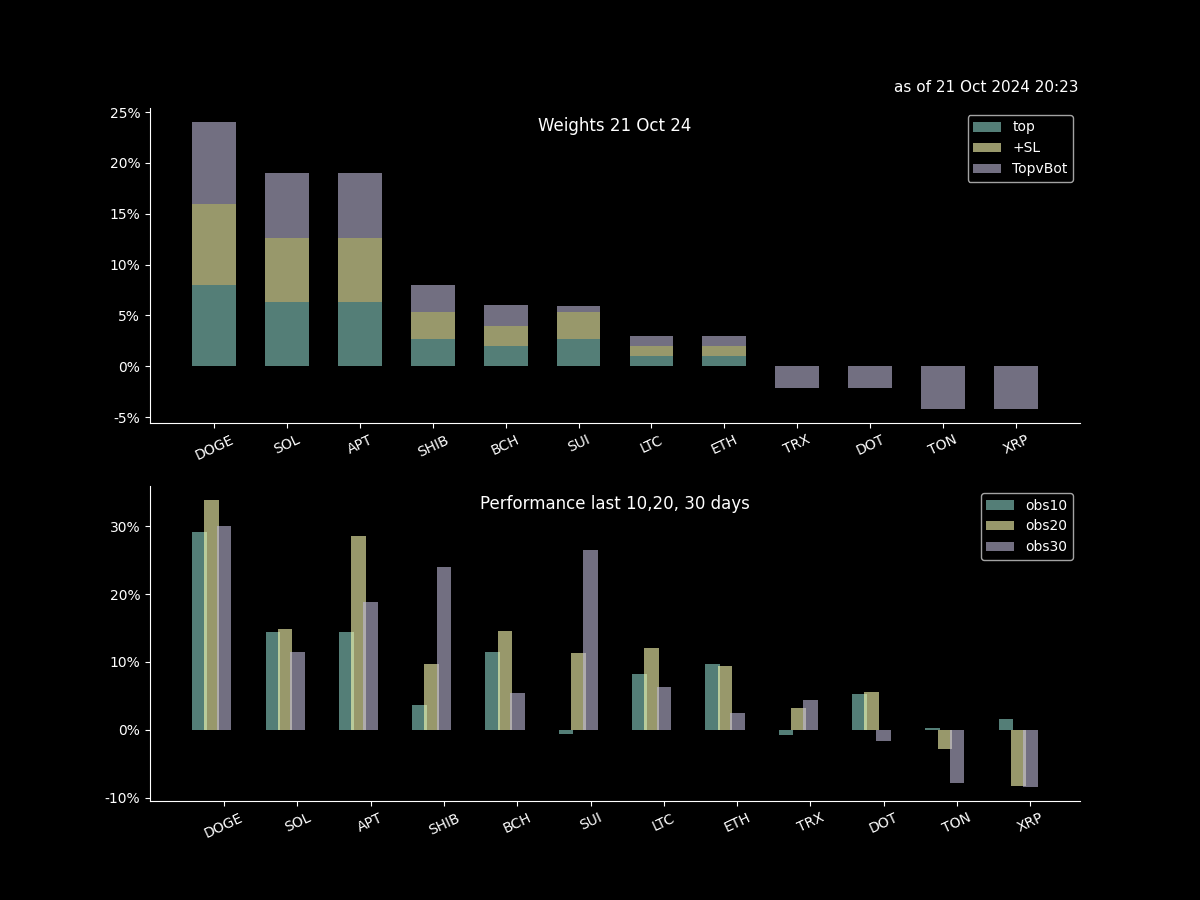 as of 21 Oct 2024 20:23
Weights 21 Oct 24
top
+SL
TopvBot
25%
20%
15%
10%
5%
0%
-5%
DOGE SOL APT SHIB BCH SUI LTC ETH TRX DOT TON XRP
Performance last 10,20, 30 days
obs10
obs20
obs30
30%
20%
10%
0%
-10%
DOGE SOL APT SHIB BCH SUI LTC ETH TRX DOT TON XRP